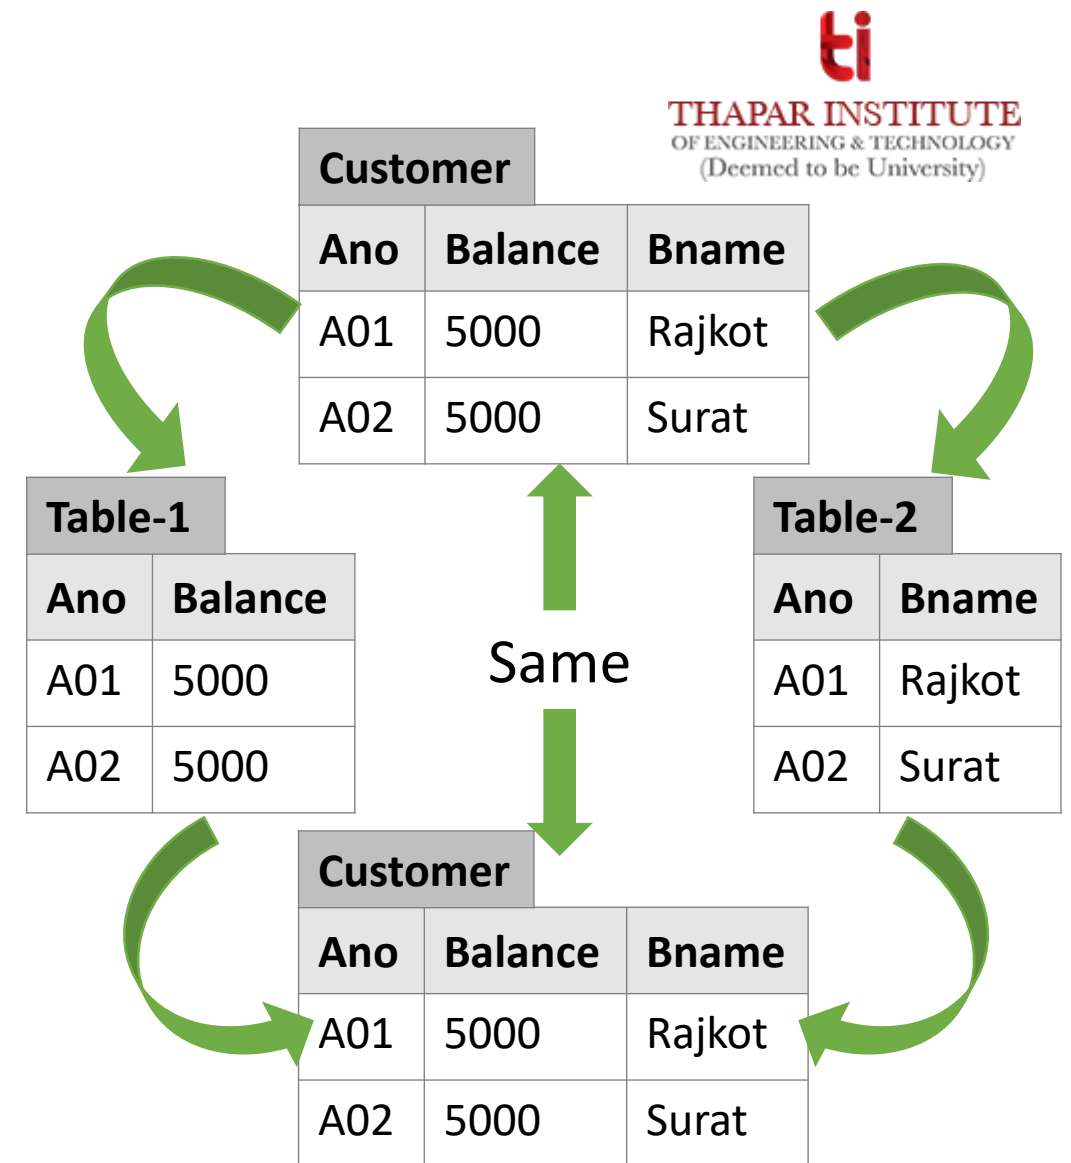 ti
THAPAR INSTITUTE
OF ENGINEERING & TECHNOLOGY
(Deemed to be University)
Customer
Ano Balance Bname
A01 5000 Rajkot
A02 5000 Surat
Table-1
Ano Balance
A01 5000
A02 5000
Same
Table-2
Ano Bname
A01 Rajkot
A02 Surat
Customer
Ano Balance Bname
A01 5000 Rajkot
A02 5000 Surat